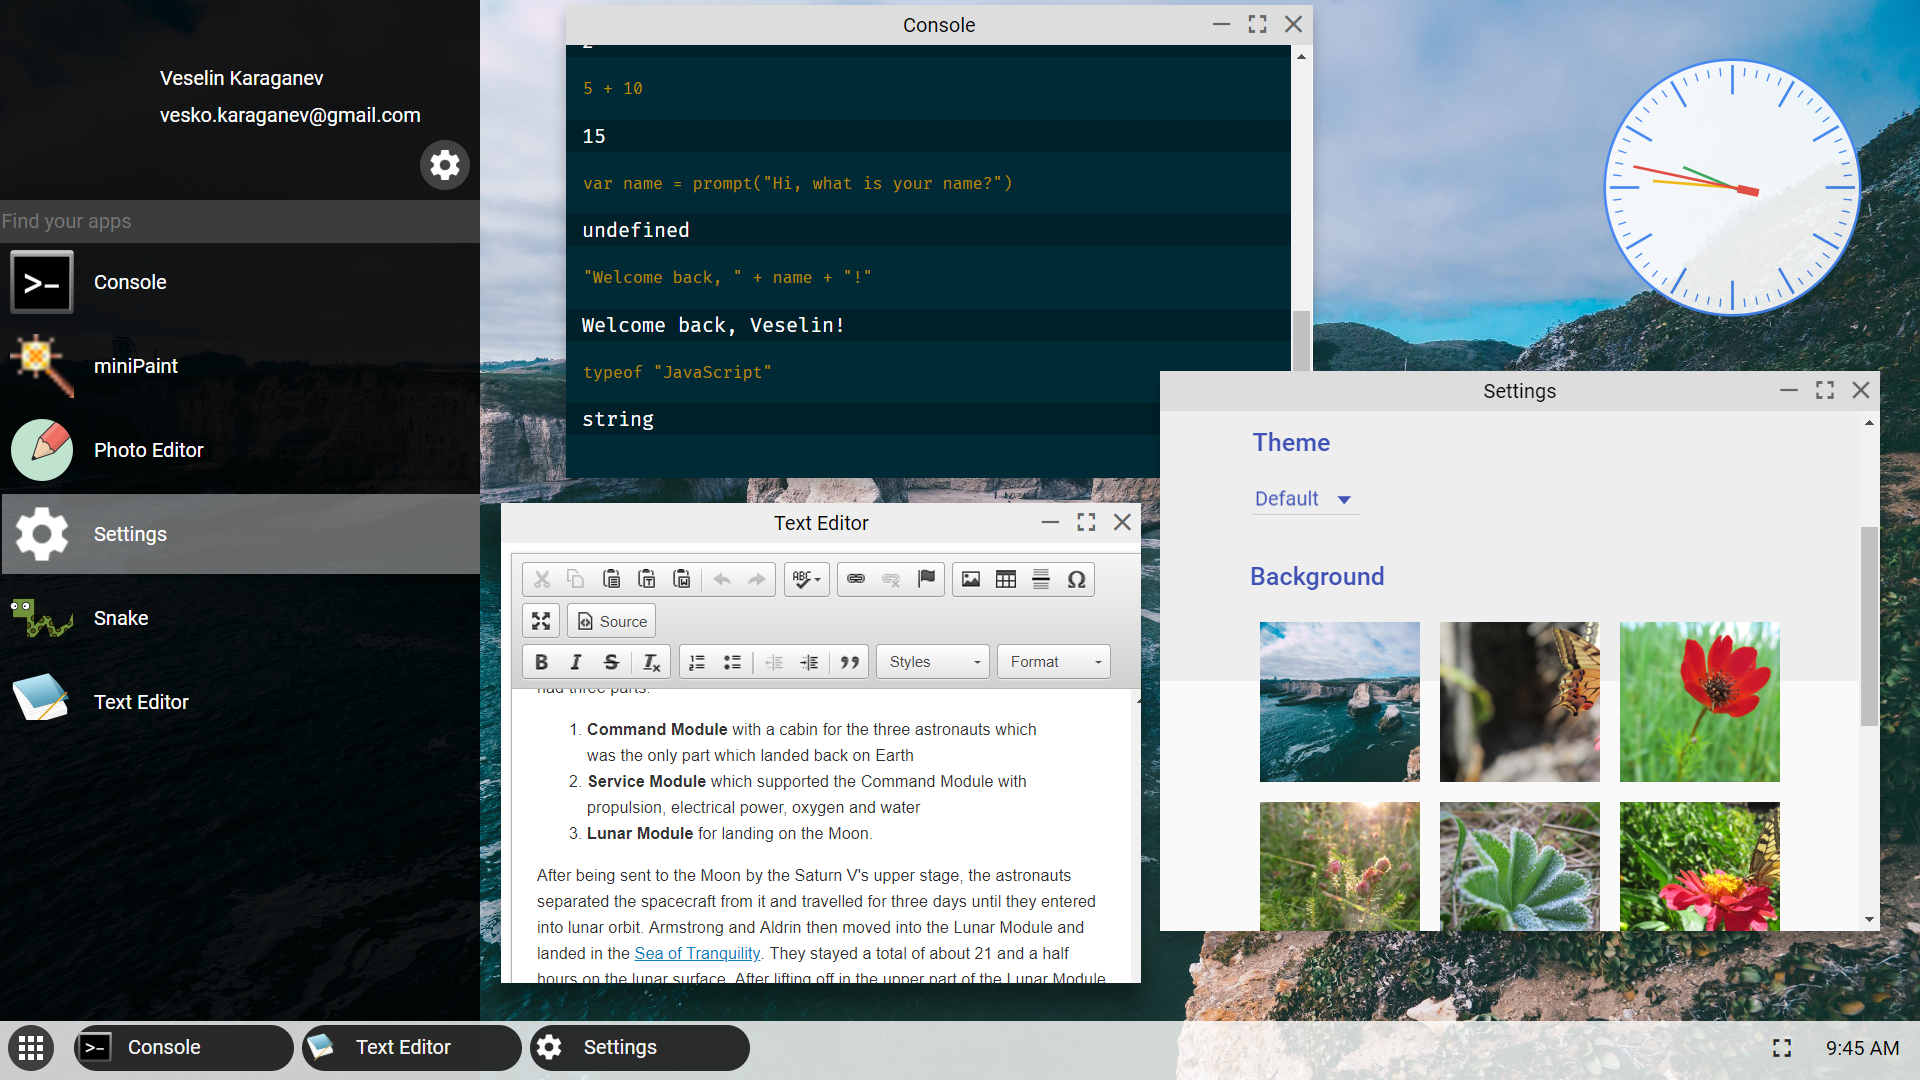 Veselin Karaganev
vesko.karaganev@gmail.com
Find your apps
Console
miniPaint
Photo Editor
Settings
Snake
Text Editor
Console
5 + 10
15
var name = prompt("Hi, what is your name?")
undefined
"Welcome back, " + name + "!"
Welcome back, Veselin!
typeof "JavaScript"
string
Text Editor
ABC
Source
B I S Tx
Styles
Format
had three parts:
1. Command Module with a cabin for the three astronauts which
was the only part which landed back on Earth
2. Service Module which supported the Command Module with
propulsion, electrical power, oxygen and water
3. Lunar Module for landing on the Moon.
After being sent to the Moon by the Saturn V's upper stage, the astronauts
separated the spacecraft from it and travelled for three days until they entered
into lunar orbit. Armstrong and Aldrin then moved into the Lunar Module and
landed in the Sea of Tranquility. They stayed a total of about 21 and a half
hours on the lunar surface. After lifting off in the upper part of the Lunar Module
Settings
Theme
Default
Background
Console
Text Editor
Settings
9:45 AM